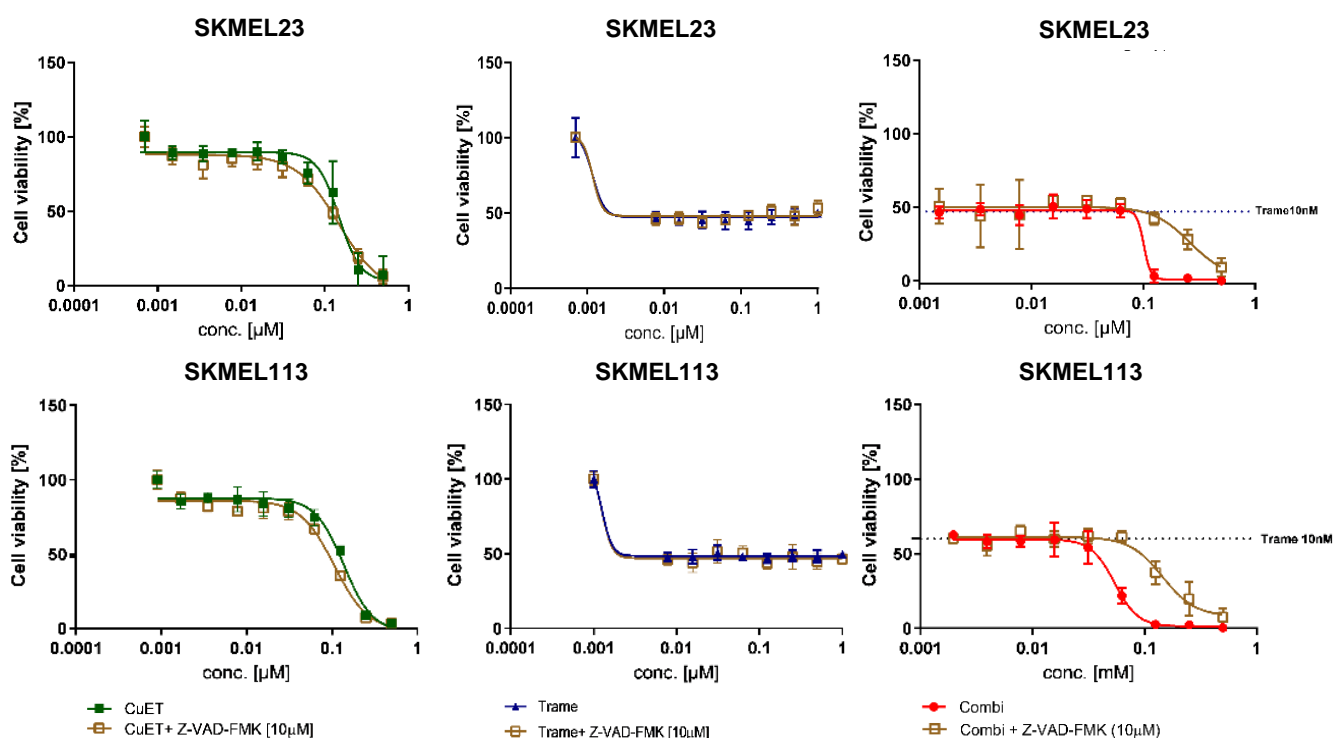 SKMEL23
SKMEL23
SKMEL23
Cell viability [%]
150
100
50
0
0.0001
0.001
0.01
0.1
1
conc. [µM]
Cell viability [%]
150
100
50
0
0.0001
0.001
0.01
0.1
1
conc. [µM]
Cell viability [%]
150
100
50
0
0.001
0.01
0.1
1
conc. [µM]
Trame10nM
SKMEL113
SKMEL113
SKMEL113
Cell viability [%]
150
100
50
0
0.0001
0.001
0.01
0.1
1
conc. [µM]
Cell viability [%]
150
100
50
0
0.0001
0.001
0.01
0.1
1
conc. [µM]
Cell viability [%]
150
100
50
0
0.001
0.01
0.1
1
conc. [mM]
Trame 10nM
CuET
CuET+ Z-VAD-FMK [10µM]
Trame
Trame+ Z-VAD-FMK [10µM]
Combi
Combi + Z-VAD-FMK (10µM)